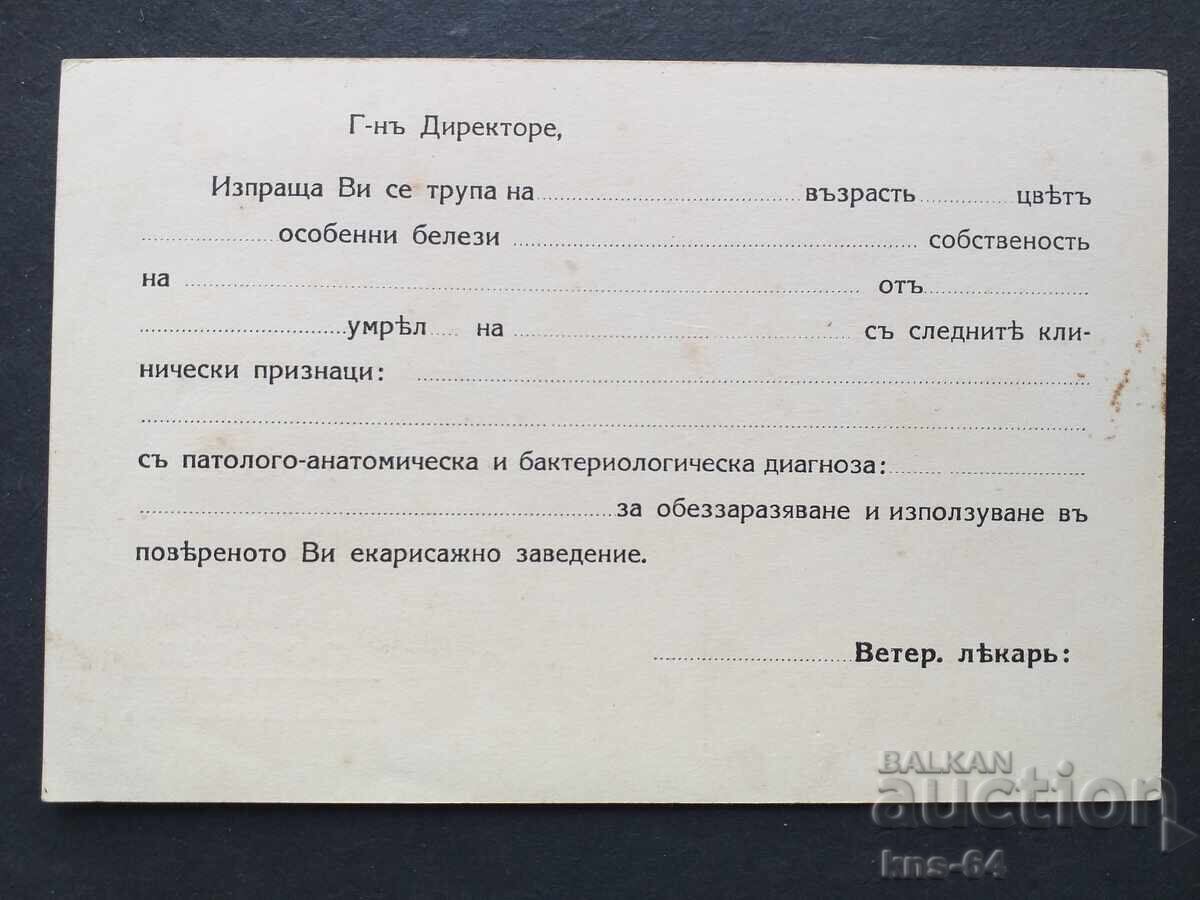 Г-нъ Директоре,
Изпраща Ви се трупа на ........ възрасть ........ цвѣтъ
........ особенни белези ........ собственость
на ........ отъ ........
........ умрѣл ..... на ........ съ следнитѣ кли-
нически признаци: ........
........
съ патолого-анатомическа и бактериологическа диагноза: ........
........ за обеззаразяване и използуване въ
повѣреното Ви екарисажно заведение.
........ Ветер. лѣкарь:
BALKAN
auction
kns-64